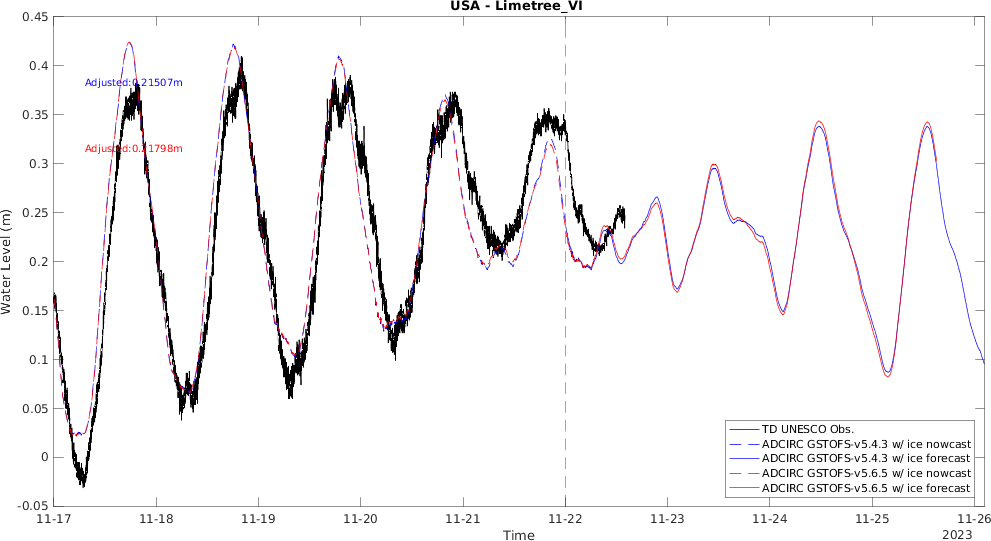 USA - Limetree_VI
0.45
0.4
0.35
0.3
0.25
0.2
0.15
0.1
0.05
0
-0.05
Water Level (m)
Adjusted:0.21507m
Adjusted:0.21798m
TD UNESCO Obs.
ADCIRC GSTOFS-v5.4.3 w/ ice nowcast
ADCIRC GSTOFS-v5.4.3 w/ ice forecast
ADCIRC GSTOFS-v5.6.5 w/ ice nowcast
ADCIRC GSTOFS-v5.6.5 w/ ice forecast
11-17 11-18 11-19 11-20 11-21 11-22 11-23 11-24 11-25 11-26
Time
2023